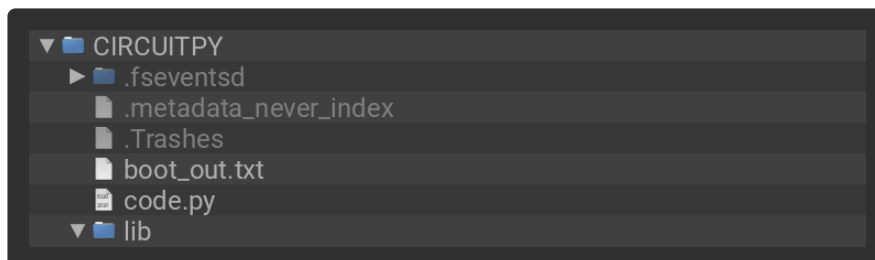 CIRCUITPY
.fseventsd
.metadata_never_index
.Trashes
boot_out.txt
code.py
lib